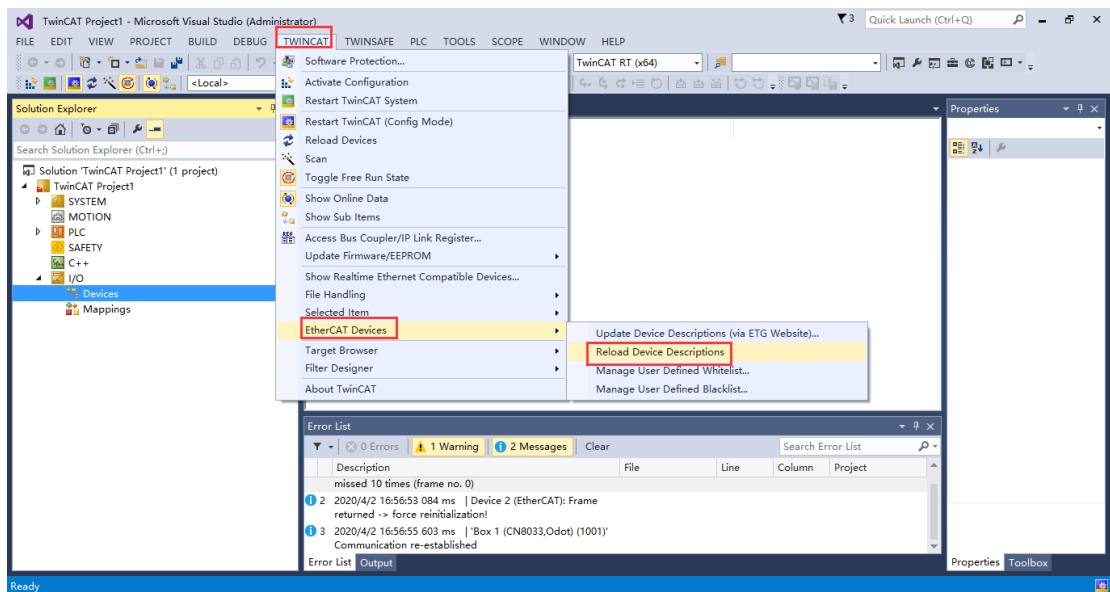 TwinCAT Project1 - Microsoft Visual Studio (Administrator)
3
Quick Launch (Ctrl+Q)
FILE EDIT VIEW PROJECT BUILD DEBUG TWINCAT TWINSAFE PLC TOOLS SCOPE WINDOW HELP
TwinCAT RT (x64)
<Local>
Solution Explorer
Search Solution Explorer (Ctrl+;)
Solution 'TwinCAT Project1' (1 project)
TwinCAT Project1
SYSTEM
MOTION
PLC
SAFETY
C++
I/O
Devices
Mappings
Software Protection...
Activate Configuration
Restart TwinCAT System
Restart TwinCAT (Config Mode)
Reload Devices
Scan
Toggle Free Run State
Show Online Data
Show Sub Items
Access Bus Coupler/IP Link Register...
Update Firmware/EEPROM
Show Realtime Ethernet Compatible Devices...
File Handling
Selected Item
EtherCAT Devices
Target Browser
Filter Designer
About TwinCAT
Update Device Descriptions (via ETG Website)...
Reload Device Descriptions
Manage User Defined Whitelist...
Manage User Defined Blacklist...
Properties
Error List
0 Errors 1 Warning 2 Messages Clear
Search Error List
Description File Line Column Project
missed 10 times (frame no. 0)
2 2020/4/2 16:56:53 084 ms | Device 2 (EtherCAT): Frame
returned -> force reinitialization!
3 2020/4/2 16:56:55 603 ms | 'Box 1 (CN8033,Odot) (1001)'
Communication re-established
Error List Output
Properties Toolbox
Ready